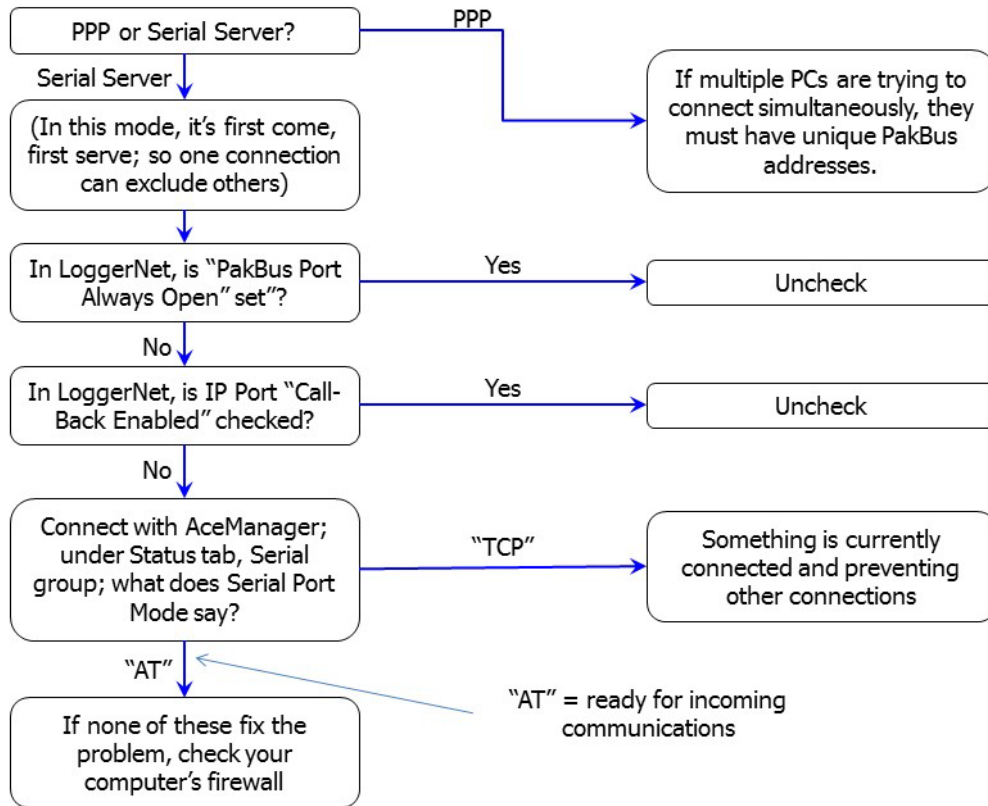 PPP or Serial Server?
PPP
Serial Server
If multiple PCs are trying to
connect simultaneously, they
must have unique PakBus
addresses.
(In this mode, it’s first come,
first serve; so one connection
can exclude others)
In LoggerNet, is “PakBus Port
Always Open” set”?
Yes
Uncheck
No
In LoggerNet, is IP Port “Call-
Back Enabled” checked?
Yes
Uncheck
No
Connect with AceManager;
under Status tab, Serial
group; what does Serial Port
Mode say?
“TCP”
Something is currently
connected and preventing
other connections
“AT”
“AT” = ready for incoming
communications
If none of these fix the
problem, check your
computer’s firewall